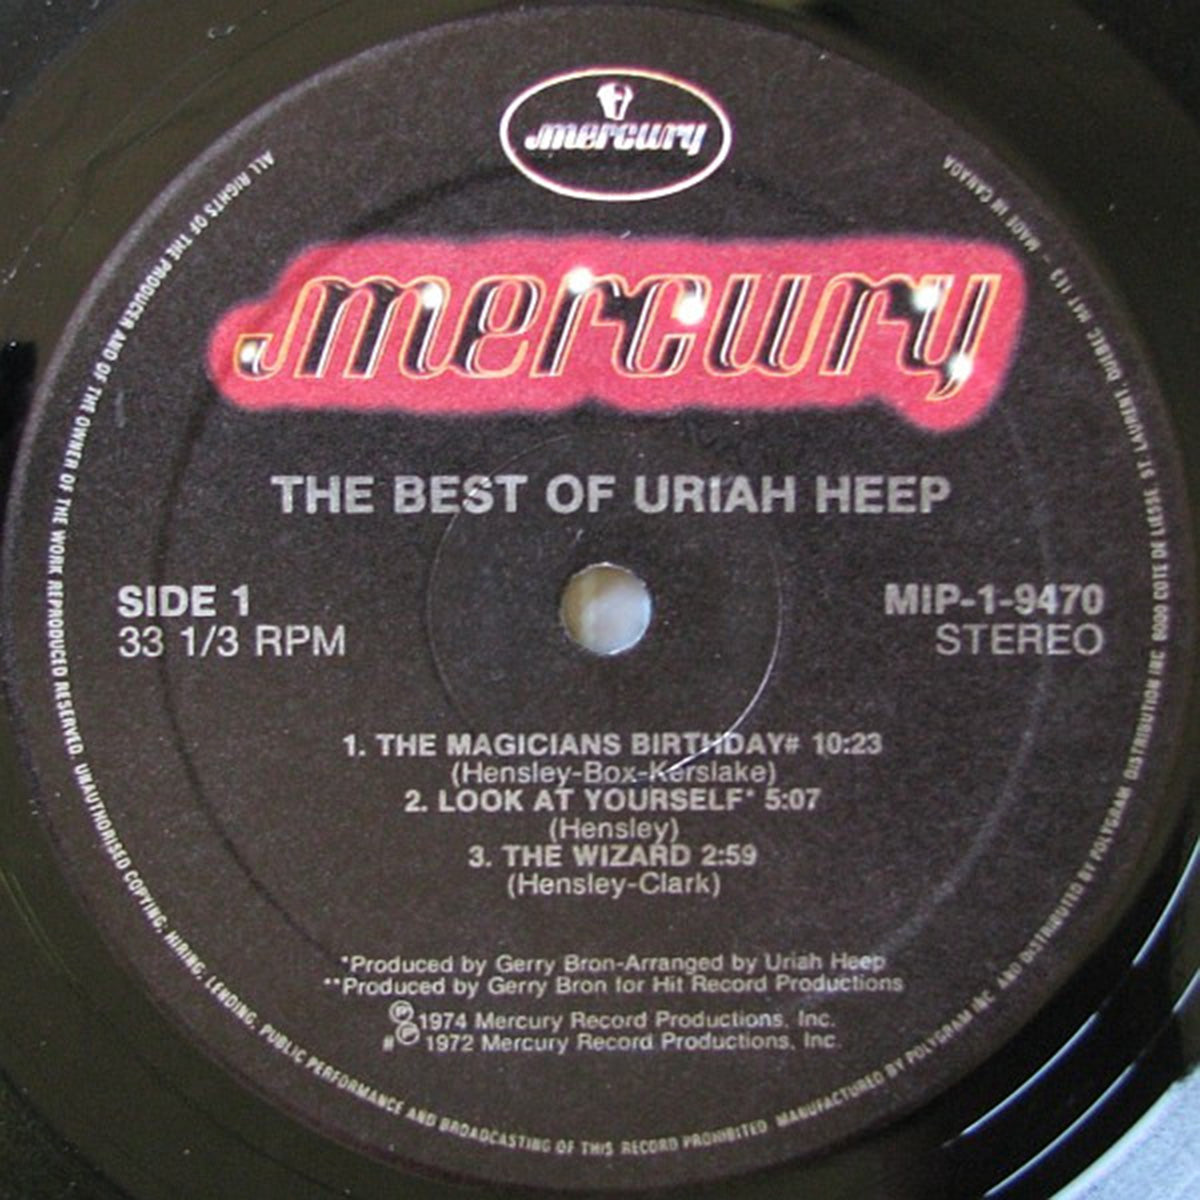 mercury
mercury
THE BEST OF URIAH HEEP
SIDE 1
33 1/3 RPM
MIP-1-9470
STEREO
1. THE MAGICIANS BIRTHDAY# 10:23
(Hensley-Box-Kerslake)
2. LOOK AT YOURSELF* 5:07
(Hensley)
3. THE WIZARD 2:59
(Hensley-Clark)
*Produced by Gerry Bron-Arranged by Uriah Heep
**Produced by Gerry Bron for Hit Record Productions
℗ 1974 Mercury Record Productions, Inc.
#℗ 1972 Mercury Record Productions, Inc.
ALL RIGHTS OF THE PRODUCER AND OF THE OWNER OF THE WORK REPRODUCED RESERVED. UNAUTHORISED COPYING, HIRING, LENDING, PUBLIC PERFORMANCE AND BROADCASTING OF THIS RECORD PROHIBITED MANUFACTURED BY POLYGRAM INC AND DISTRIBUTED BY POLYGRAM DISTRIBUTION INC 6000 COTE DE LIESSE, ST LAURENT, QUEBEC, H4T 1E3 - MADE IN CANADA